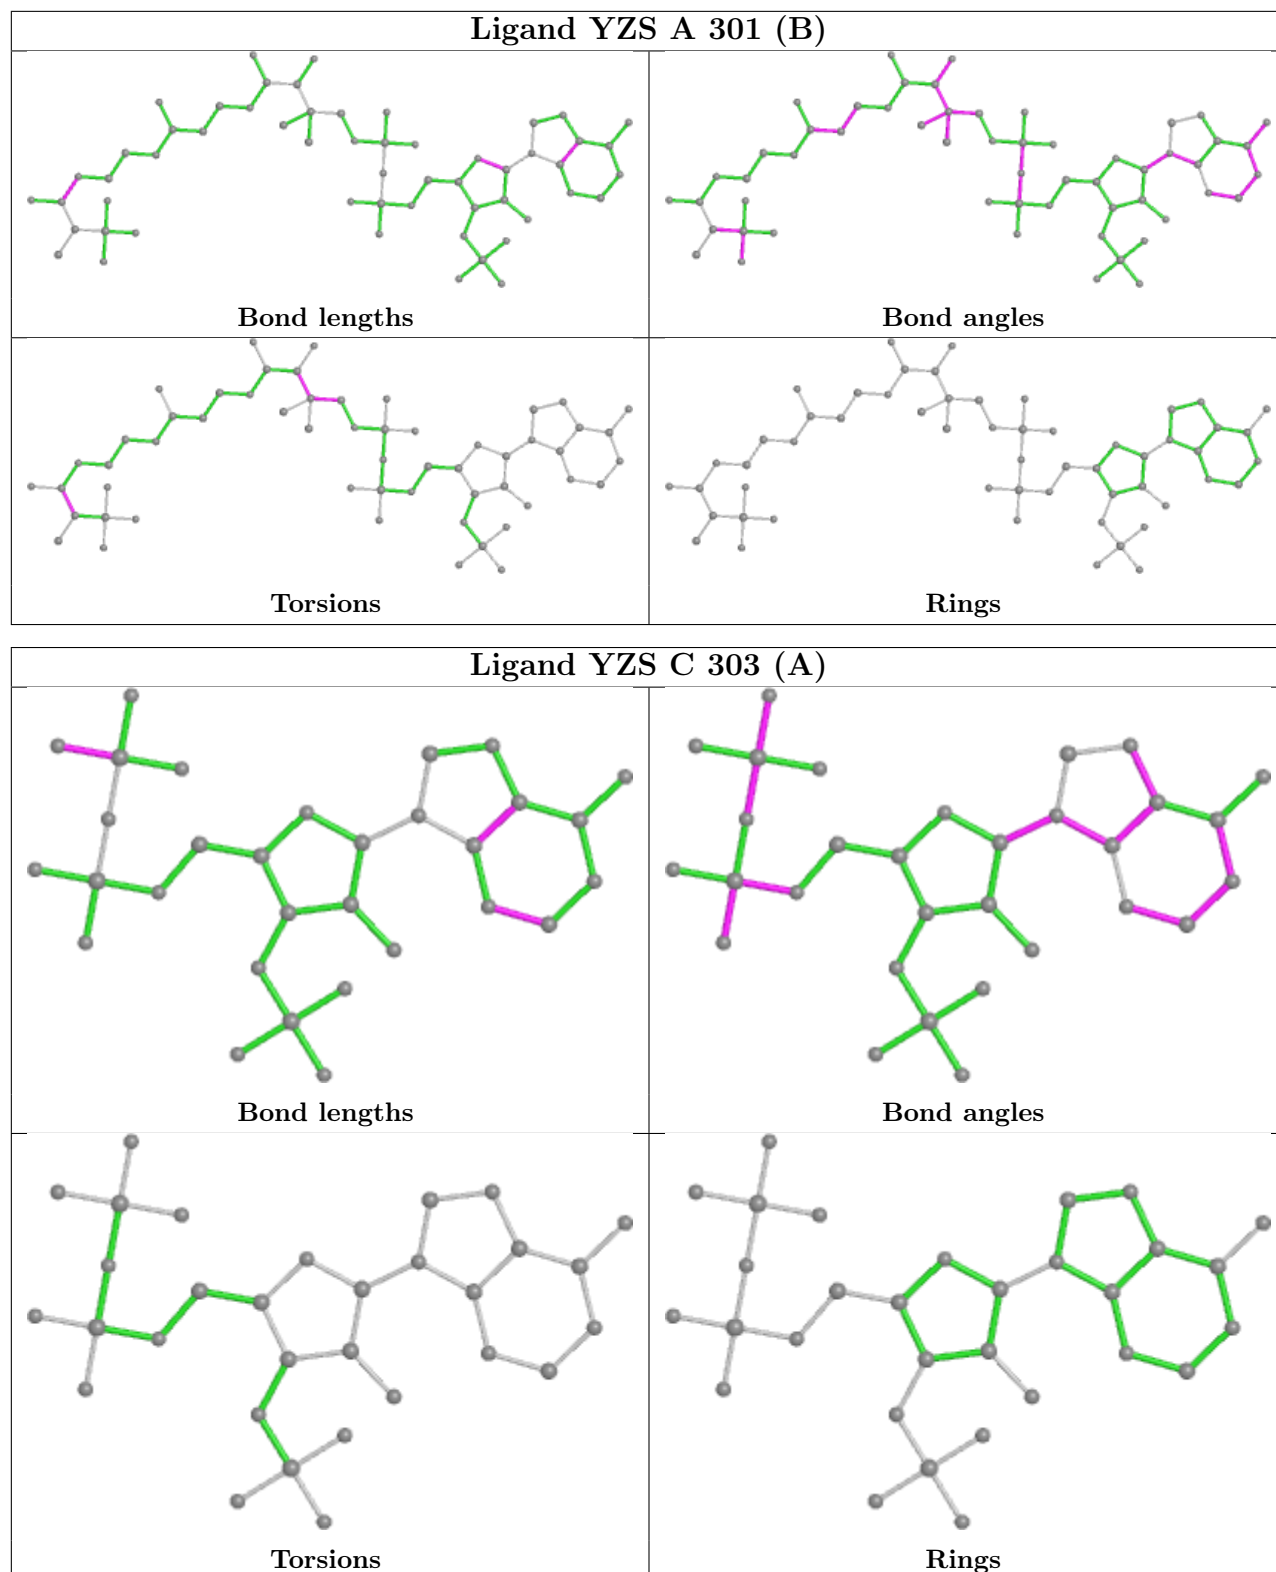 Ligand YZS A 301 (B)
Bond lengths
Bond angles
Torsions
Rings
Ligand YZS C 303 (A)
Bond lengths
Bond angles
Torsions
Rings